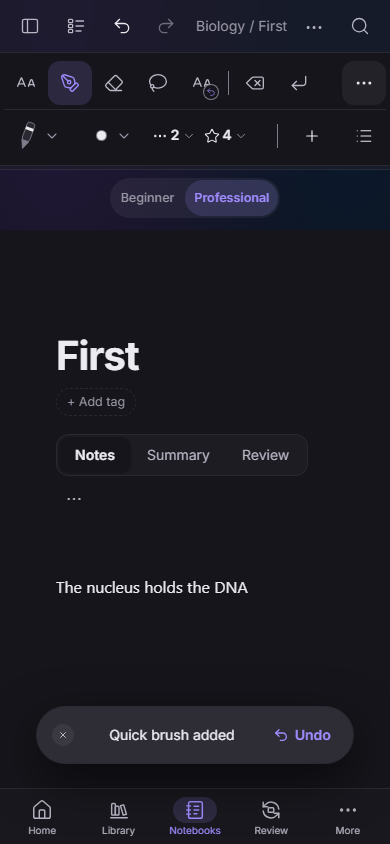 Biology / First
AA
AA
2
4
Beginner
Professional
First
+ Add tag
Notes
Summary
Review
The nucleus holds the DNA
Quick brush added
Undo
Home
Library
Notebooks
Review
More